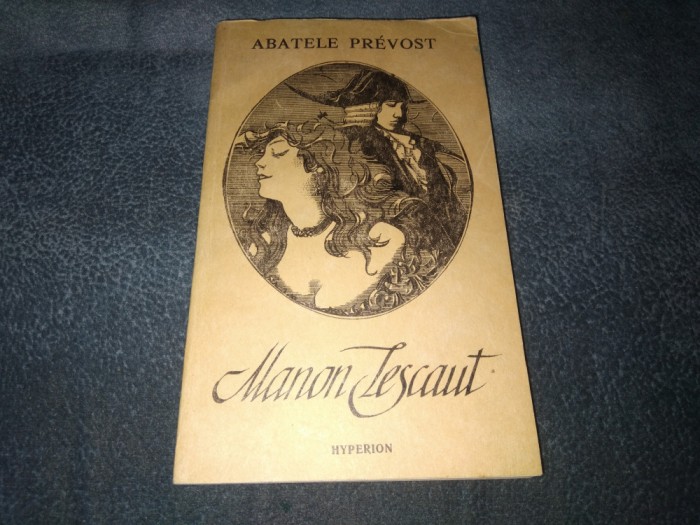 ABATELE PRÉVOST
Manon Lescaut
HYPERION